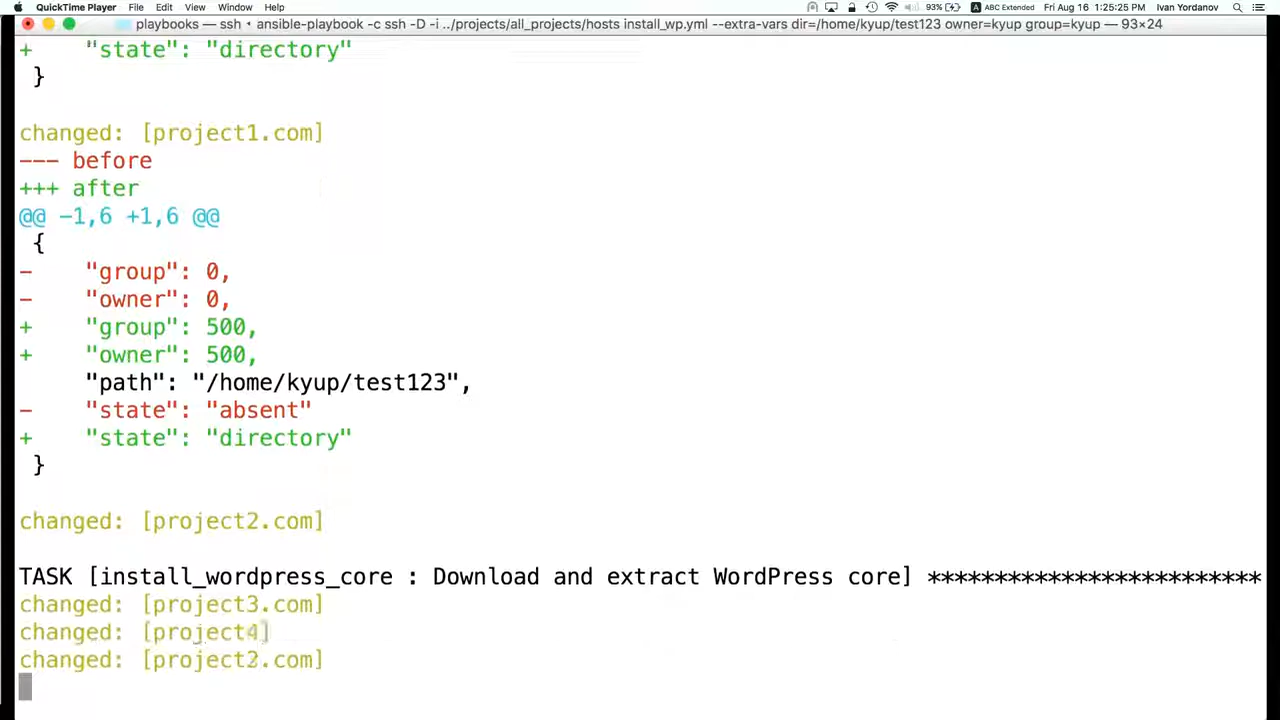 QuickTime Player File Edit View Window Help 93% ABC Extended Fri Aug 16 1:25:25 PM Ivan Yordanov
playbooks — ssh • ansible-playbook -c ssh -D -i ../projects/all_projects/hosts install_wp.yml --extra-vars dir=/home/kyup/test123 owner=kyup group=kyup — 93×24
+    "state": "directory"
 }
changed: [project1.com]
--- before
+++ after
@@ -1,6 +1,6 @@
 {
-    "group": 0,
-    "owner": 0,
+    "group": 500,
+    "owner": 500,
     "path": "/home/kyup/test123",
-    "state": "absent"
+    "state": "directory"
 }
changed: [project2.com]
TASK [install_wordpress_core : Download and extract WordPress core] *************************
changed: [project3.com]
changed: [project4]
changed: [project2.com]